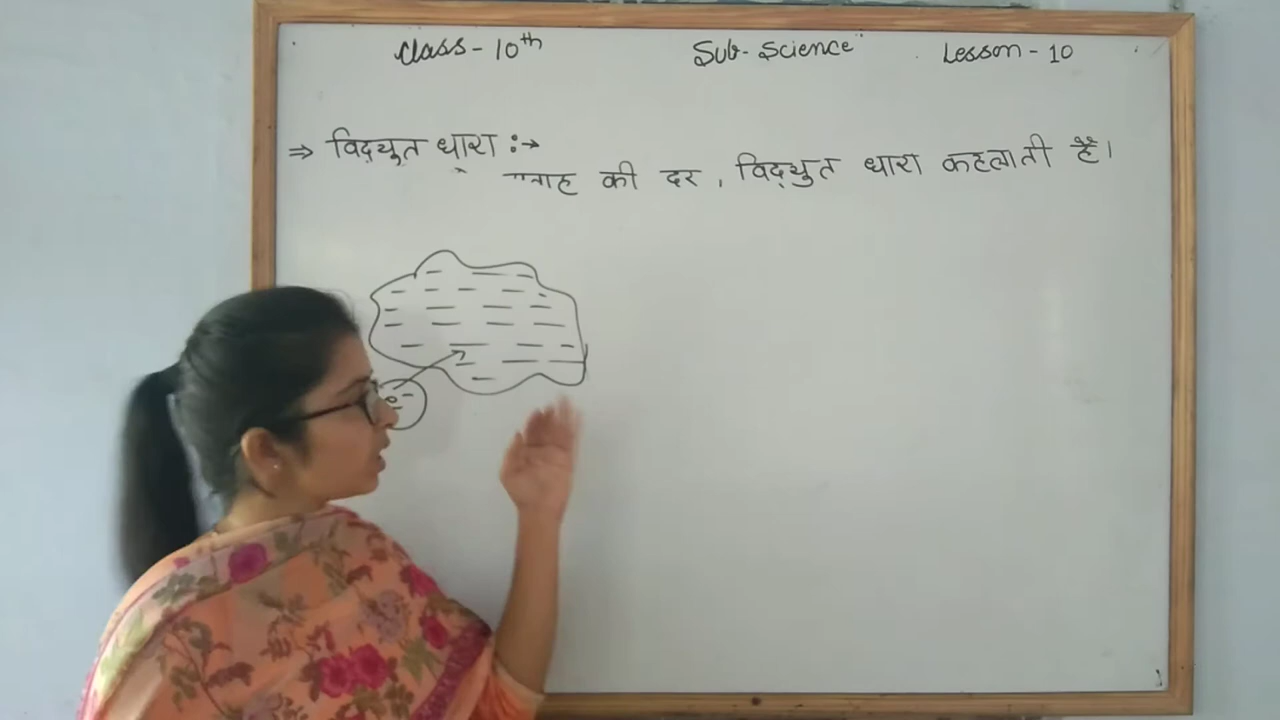 Class - 10th Sub - Science Lesson - 10
⇒ विद्युत धारा :→
की दर , विद्युत धारा कहलाती है।
e-